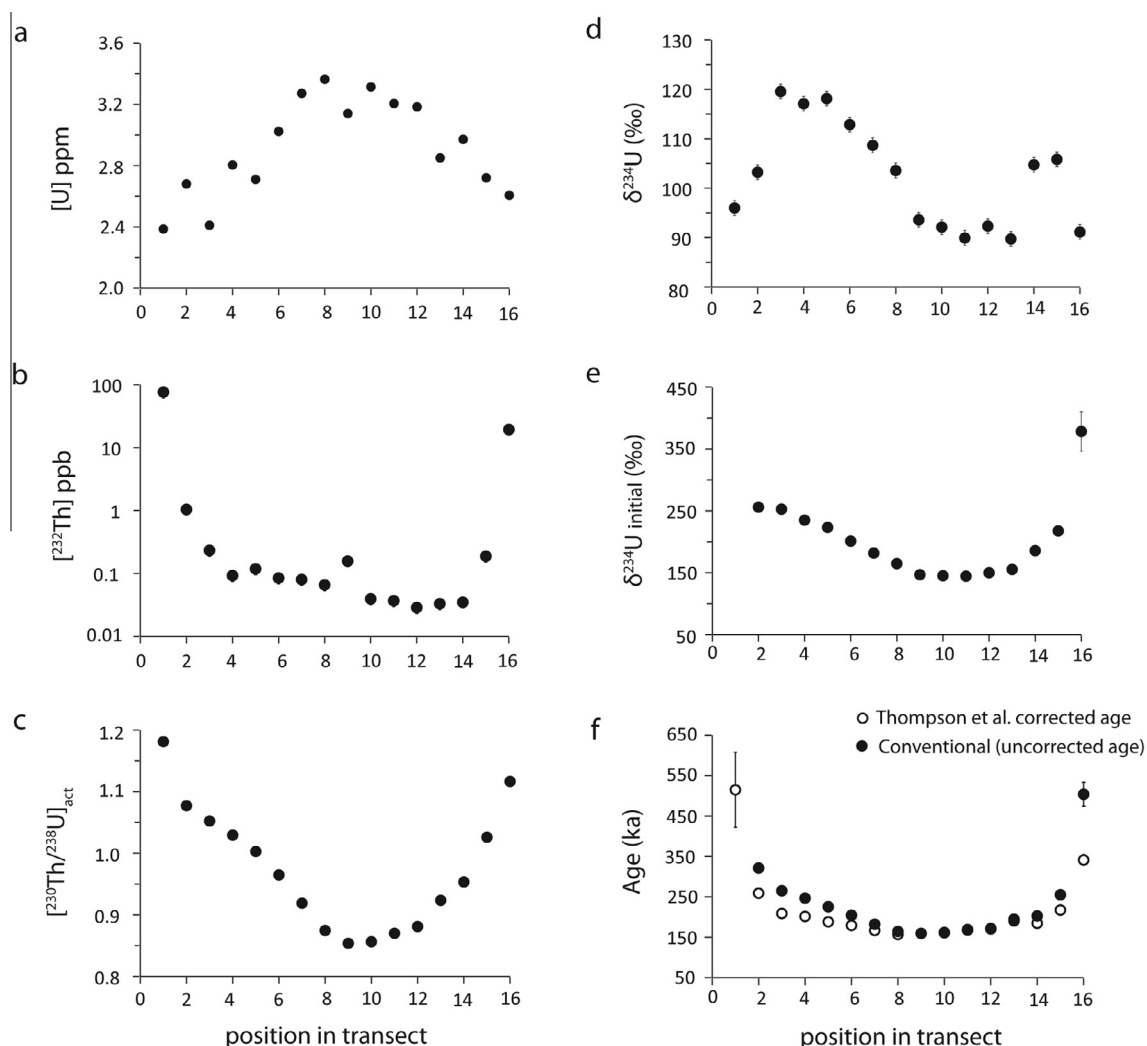 a
3.6
3.2
2.8
2.4
2.0
[U] ppm
0 2 4 6 8 10 12 14 16
b
100
10
1
0.1
0.01
[²³²Th] ppb
0 2 4 6 8 10 12 14 16
c
1.2
1.1
1.0
0.9
0.8
[²³⁰Th/²³⁸U]act
0 2 4 6 8 10 12 14 16
position in transect
d
130
120
110
100
90
80
δ²³⁴U (‰)
0 2 4 6 8 10 12 14 16
e
450
350
250
150
50
δ²³⁴U initial (‰)
0 2 4 6 8 10 12 14 16
f
Thompson et al. corrected age
Conventional (uncorrected age)
650
550
450
350
250
150
50
Age (ka)
0 2 4 6 8 10 12 14 16
position in transect